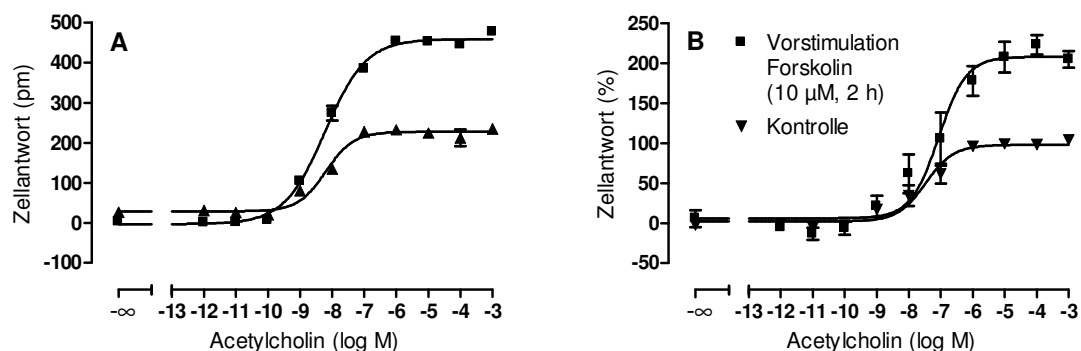 A
Zellantwort (pm)
500
400
300
200
100
0
-100
-∞ -13 -12 -11 -10 -9 -8 -7 -6 -5 -4 -3
Acetylcholin (log M)
B
Zellantwort (%)
250
200
150
100
50
0
-50
Vorstimulation
Forskolin
(10 µM, 2 h)
Kontrolle
-∞ -13 -12 -11 -10 -9 -8 -7 -6 -5 -4 -3
Acetylcholin (log M)